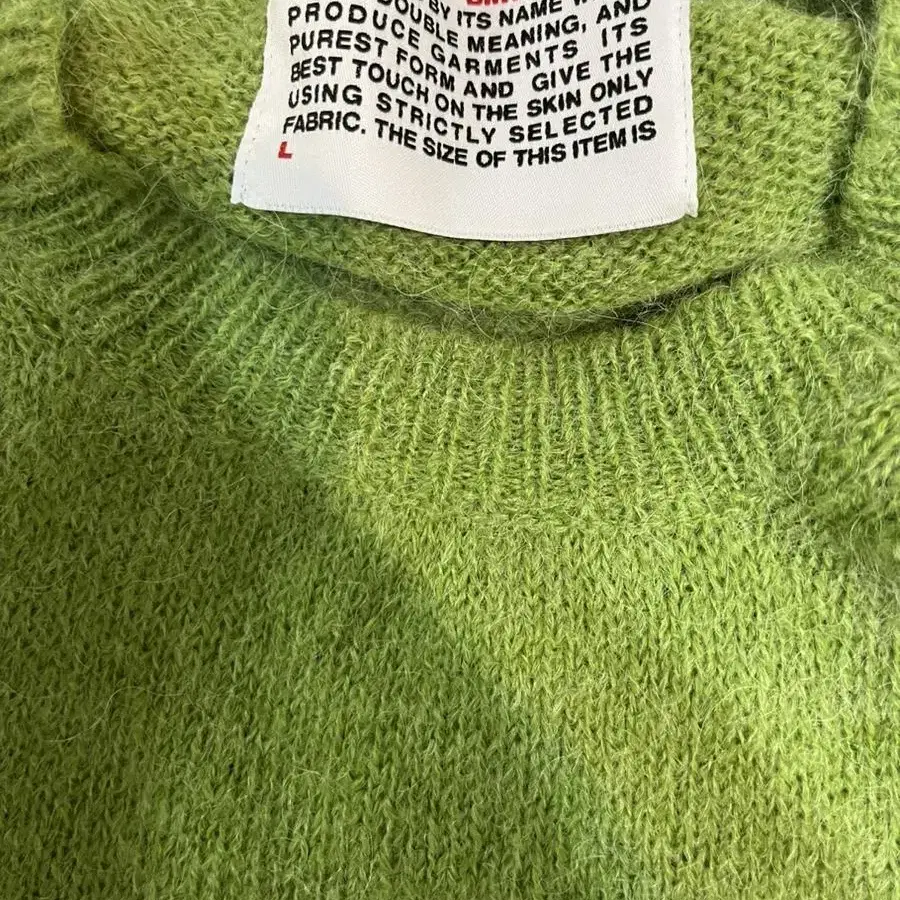 BY ITS NAME
DOUBLE MEANING, AND
PRODUCE GARMENTS ITS
PUREST FORM AND GIVE THE
BEST TOUCH ON THE SKIN ONLY
USING STRICTLY SELECTED
FABRIC. THE SIZE OF THIS ITEM IS
L